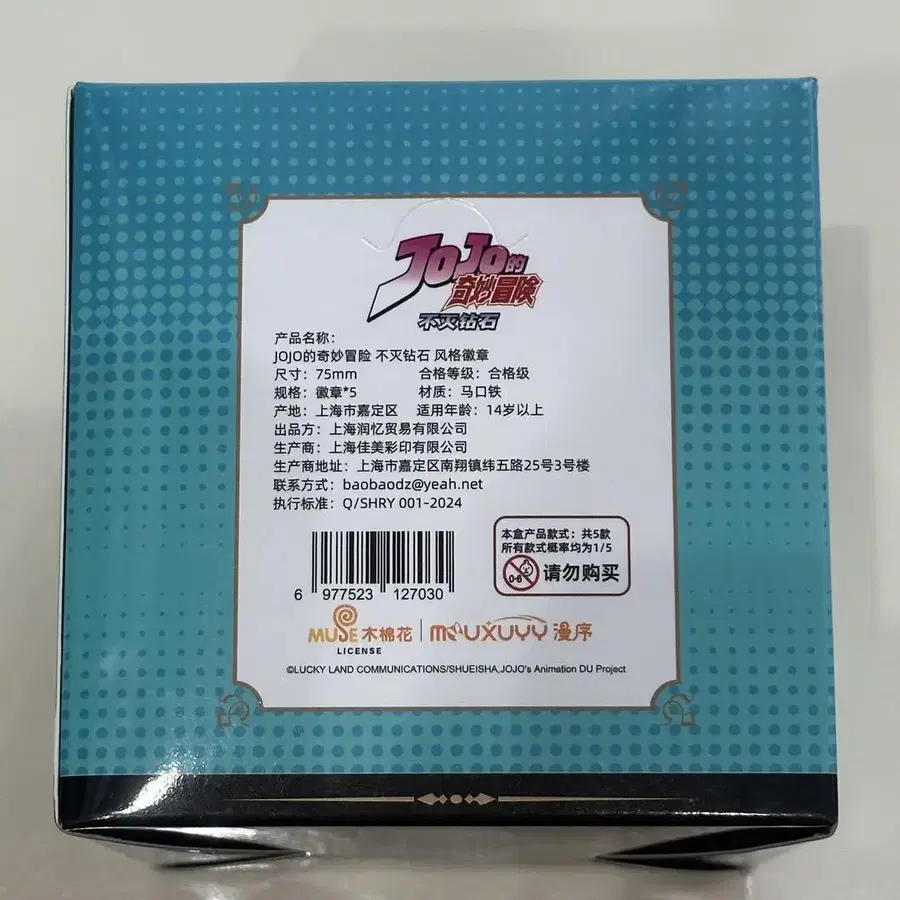 JOJO的
奇妙冒险
不灭钻石
产品名称：
JOJO的奇妙冒险 不灭钻石 风格徽章
尺寸：75mm 合格等级：合格级
规格：徽章*5 材质：马口铁
产地：上海市嘉定区 适用年龄：14岁以上
出品方：上海润忆贸易有限公司
生产商：上海佳美彩印有限公司
生产商地址：上海市嘉定区南翔镇纬五路25号3号楼
联系方式：baobaodz@yeah.net
执行标准：Q/SHRY 001-2024
本盒产品款式：共5款
所有款式概率均为1/5
0-6 请勿购买
6 977523 127030
MUSE 木棉花 LICENSE
MOUXUYY 漫序
©LUCKY LAND COMMUNICATIONS/SHUEISHA,JOJO's Animation DU Project